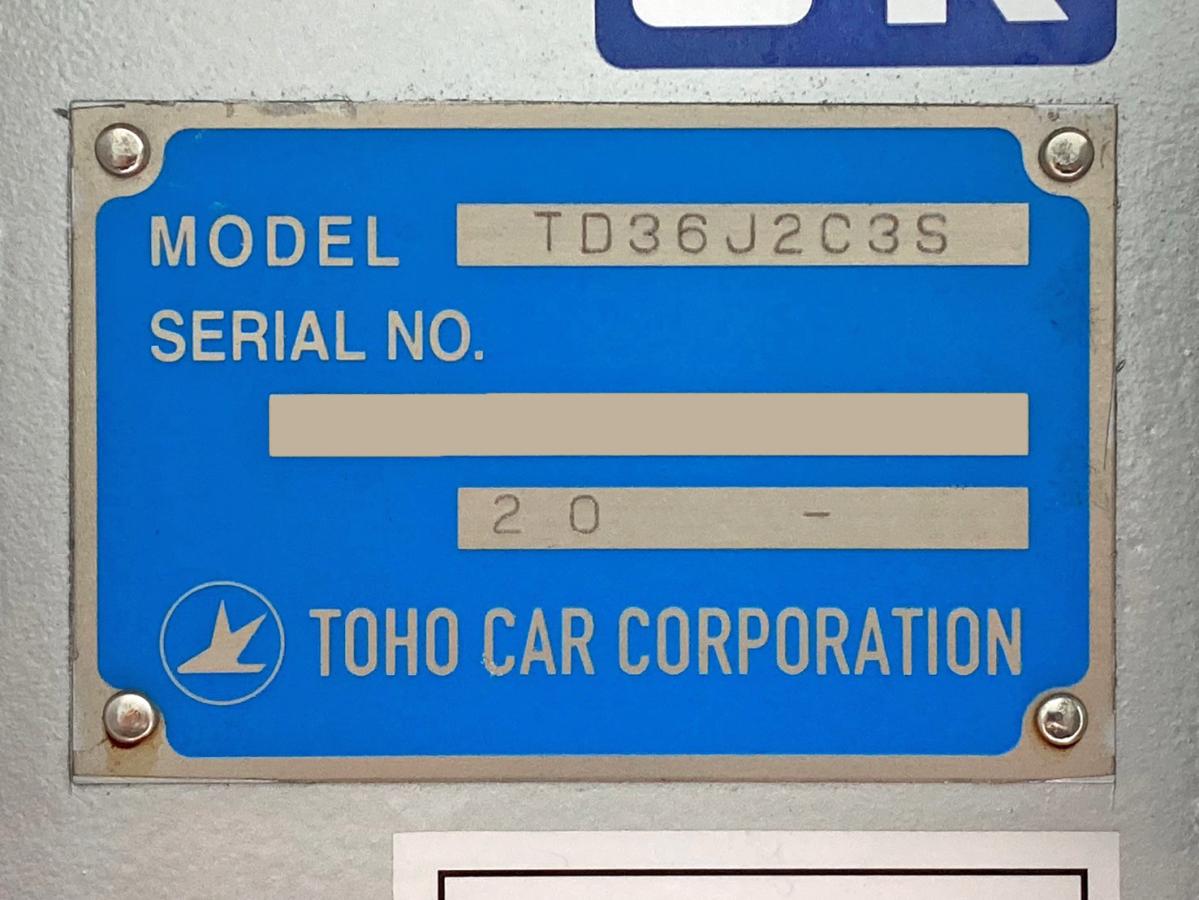 MODEL TD36J2C3S
SERIAL NO.
20 -
TOHO CAR CORPORATION